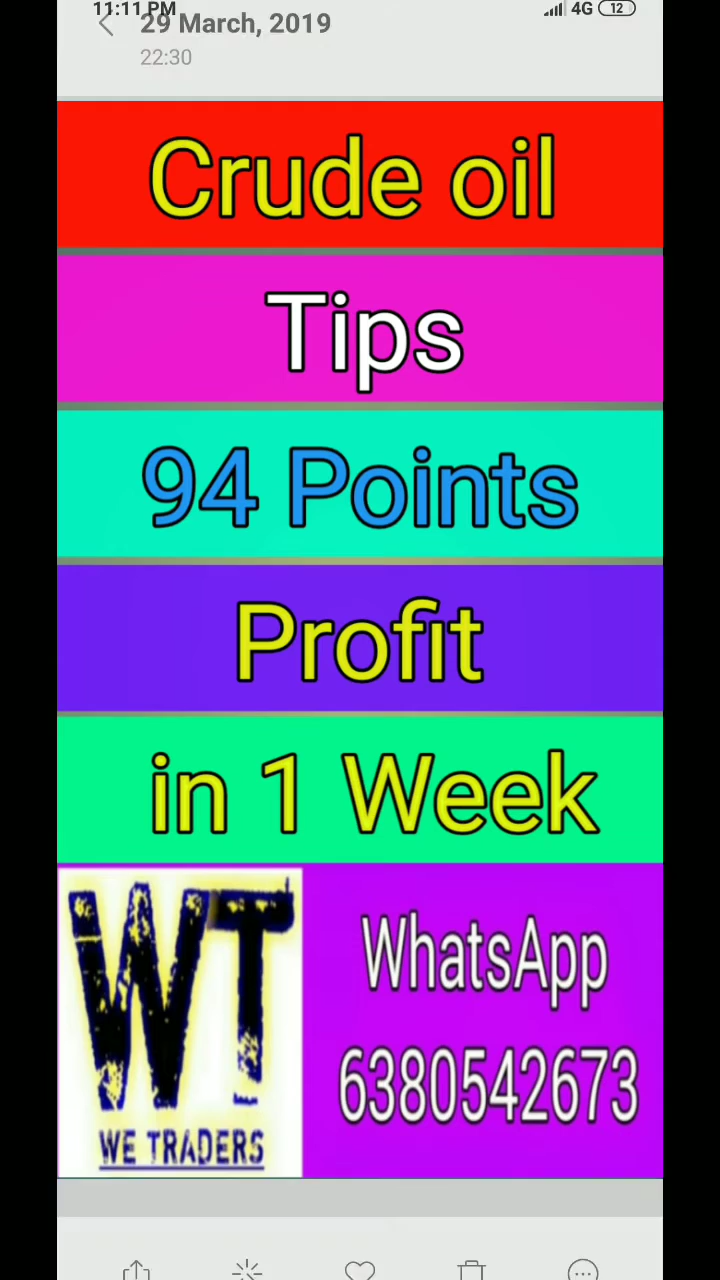 11:11 PM
4G
12
29 March, 2019
22:30
Crude oil
Tips
94 Points
Profit
in 1 Week
WT
WE TRADERS
WhatsApp
6380542673